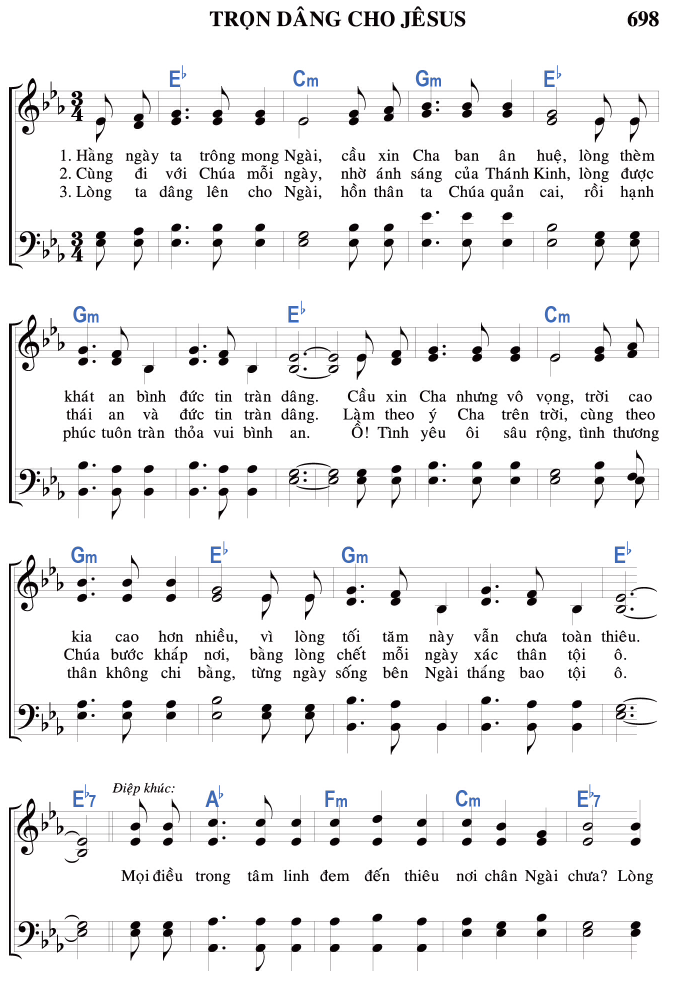 TRỌN DÂNG CHO JÊSUS 698
E♭ Cm Gm E♭
3 4
1. Hằng ngày ta trông mong Ngài, cầu xin Cha ban ân huệ, lòng thèm
2. Cùng đi với Chúa mỗi ngày, nhờ ánh sáng của Thánh Kinh, lòng được
3. Lòng ta dâng lên cho Ngài, hồn thân ta Chúa quản cai, rồi hạnh
3 4
Gm E♭ Cm
khát an bình đức tin tràn dâng. Cầu xin Cha nhưng vô vọng, trời cao
thái an và đức tin tràn dâng. Làm theo ý Cha trên trời, cùng theo
phúc tuôn tràn thỏa vui bình an. Ồ! Tình yêu ôi sâu rộng, tình thương
Gm E♭ Gm E♭
kia cao hơn nhiều, vì lòng tối tăm này vẫn chưa toàn thiêu.
Chúa bước kháp nơi, bằng lòng chết mỗi ngày xác thân tội ô.
thân không chi bằng, từng ngày sống bên Ngài tháng bao tội ô.
E♭7 Điệp khúc: A♭ Fm Cm E♭7
Mọi điều trong tâm linh đem đến thiêu nơi chân Ngài chưa? Lòng